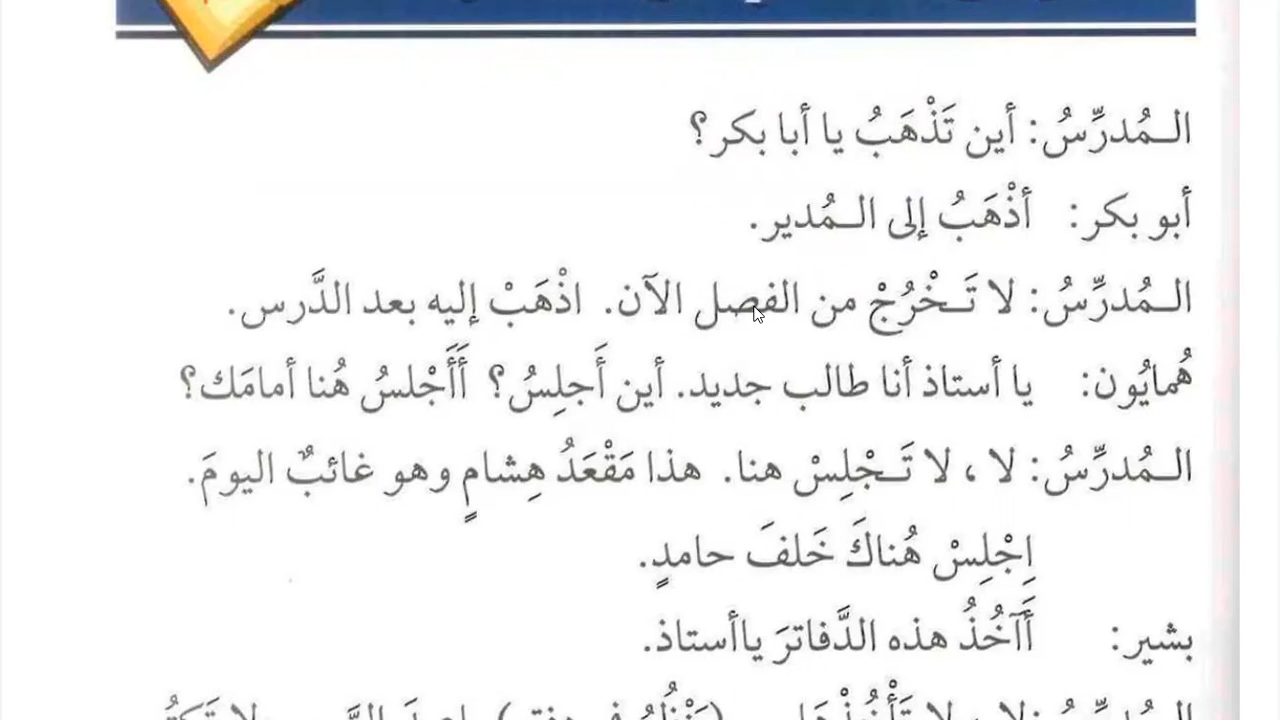 الـمُدرِّسُ: أين تَذْهَبُ يا أبا بكر؟
أبو بكر: أذْهَبُ إلى الـمُدير.
الـمُدرِّسُ: لا تَـخْرُجْ من الفصل الآن. اذْهَبْ إليه بعد الدَّرس.
هُمايُون: يا أستاذ أنا طالب جديد. أين أَجلِسُ؟ أَأَجْلسُ هُنا أمامَك؟
الـمُدرِّسُ: لا ، لا تَـجْلِسْ هنا. هذا مَقْعَدُ هِشامٍ وهو غائبٌ اليومَ.
اِجْلِسْ هُناكَ خَلفَ حامدٍ.
بشير: أَآخُذُ هذه الدَّفاترَ ياأستاذ.